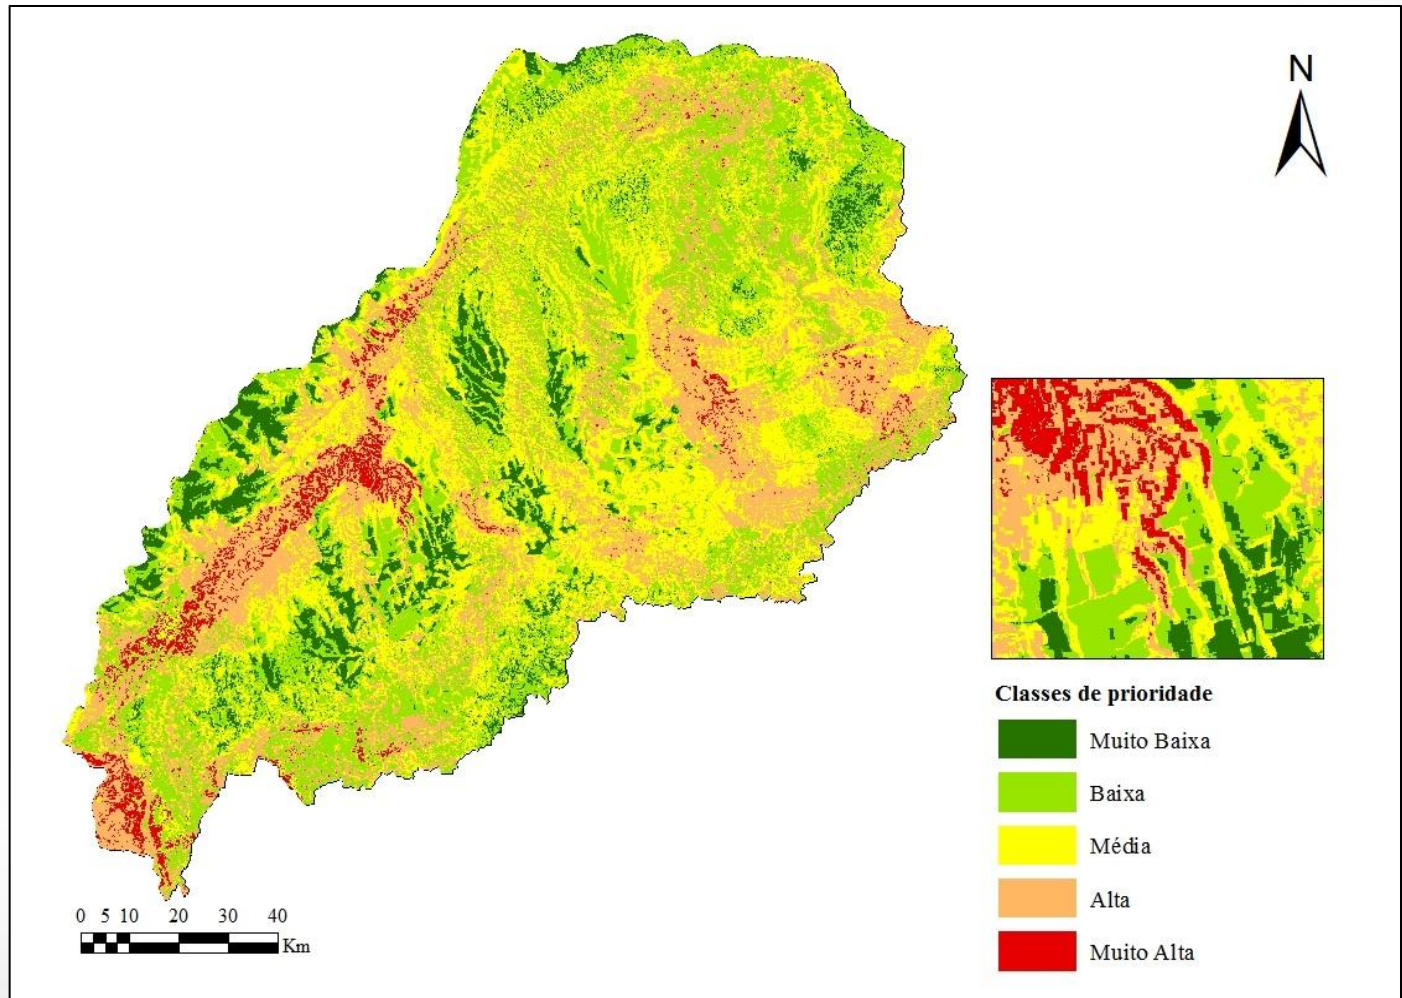 N
Classes de prioridade
Muito Baixa
Baixa
Média
Alta
Muito Alta
0 5 10 20 30 40
Km